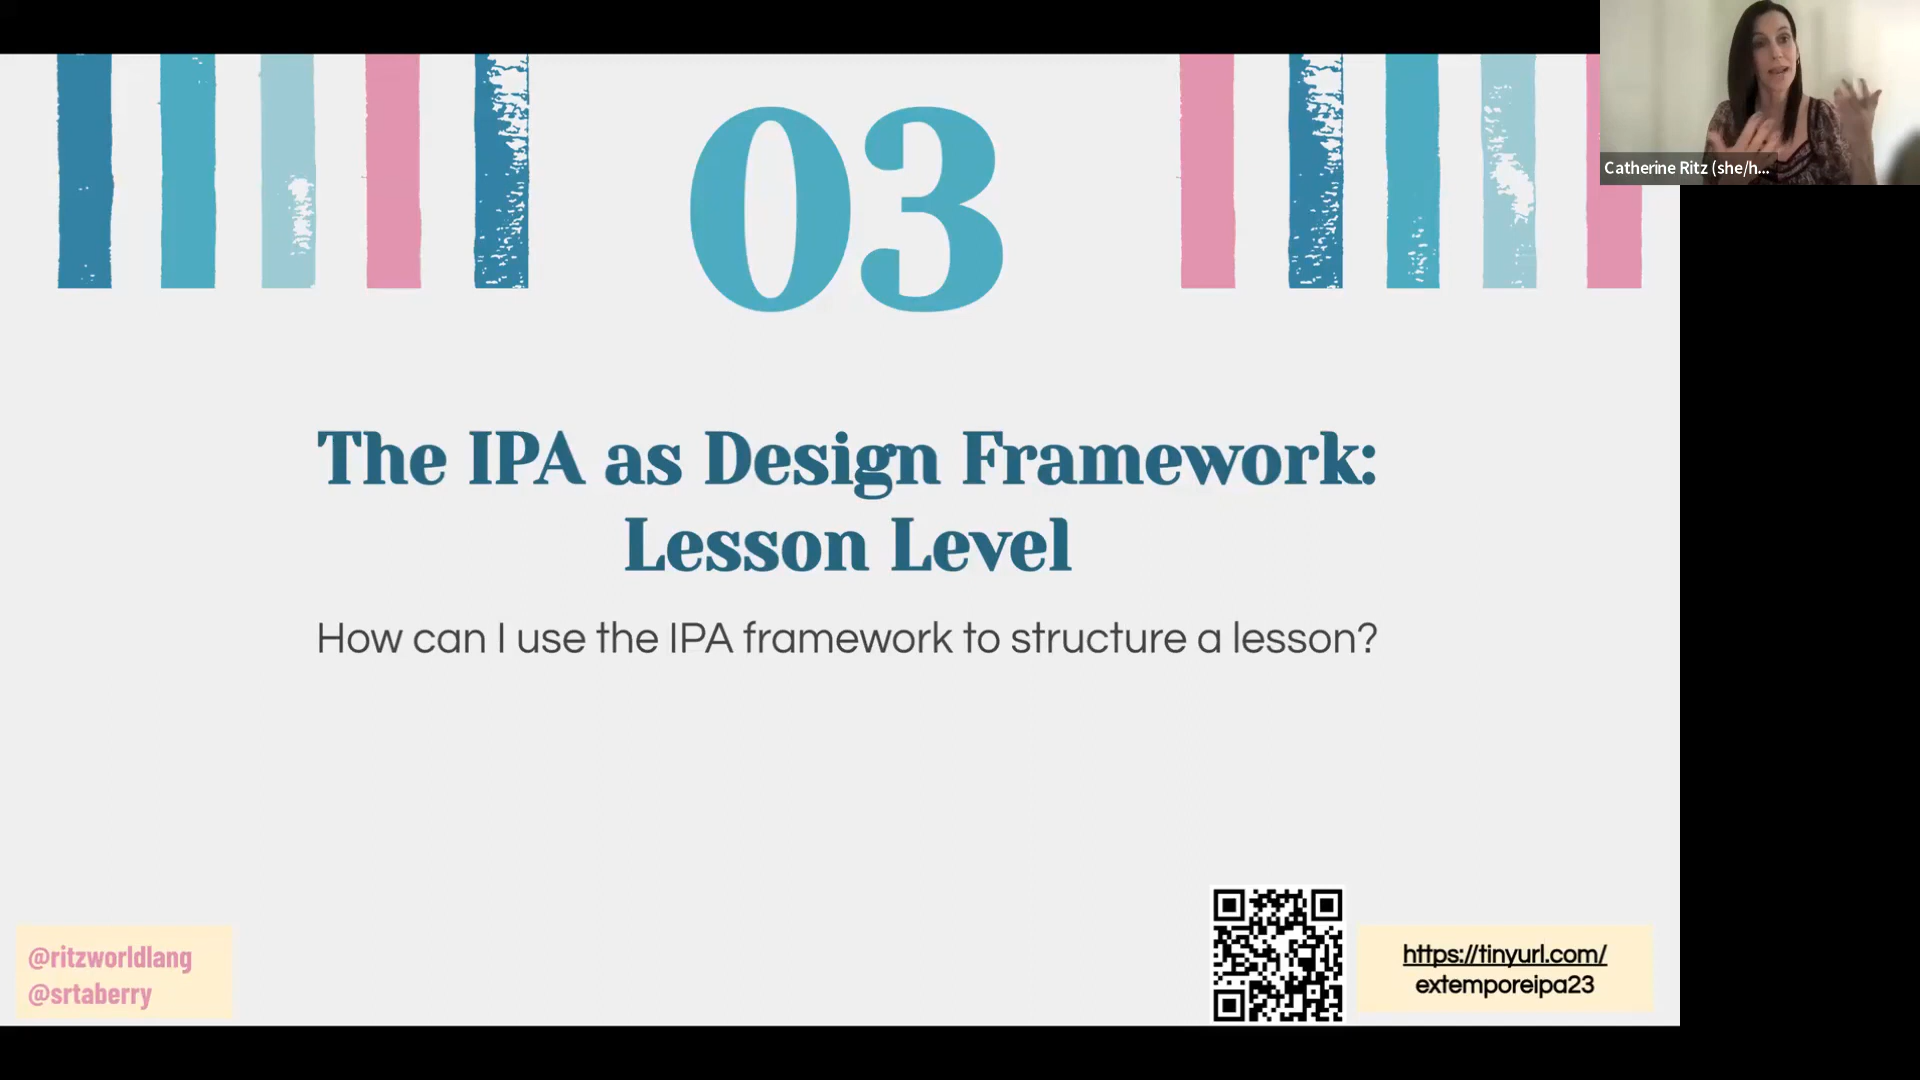 03
Catherine Ritz (she/h...
The IPA as Design Framework:
Lesson Level
How can I use the IPA framework to structure a lesson?
@ritzworldlang
@srtaberry
https://tinyurl.com/
extemporeipa23